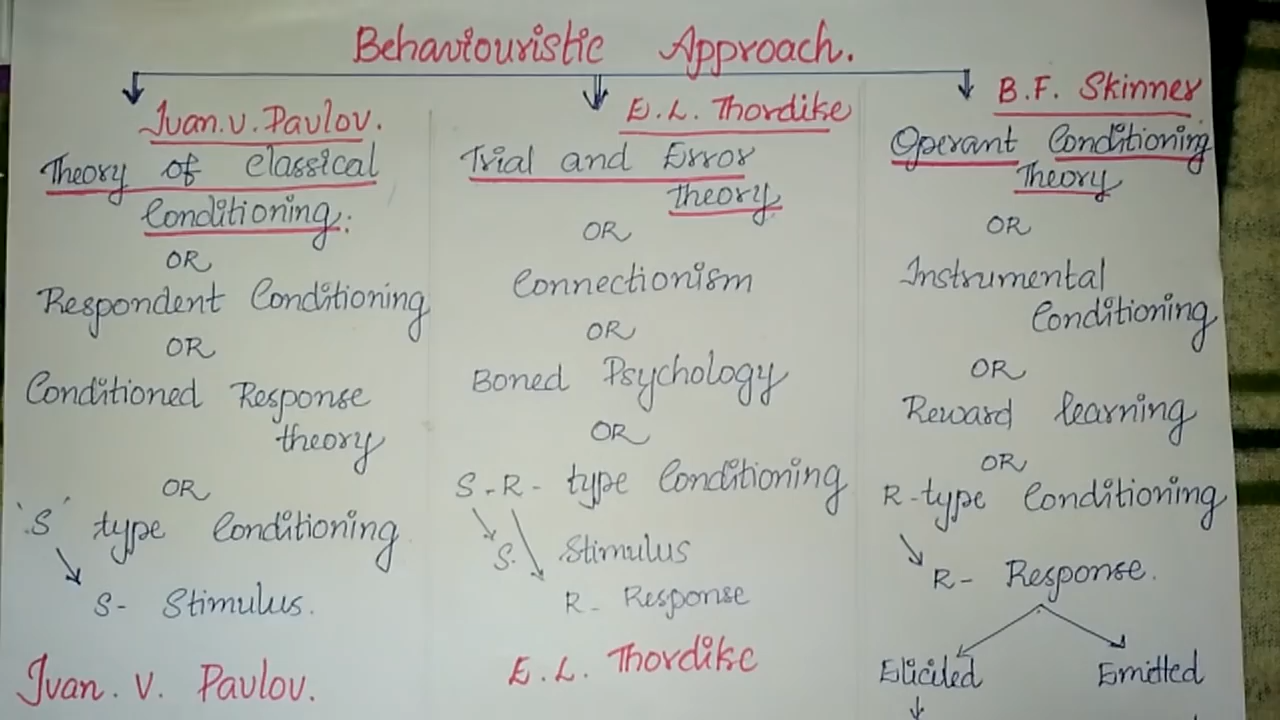 Behaviouristic Approach.
Ivan.v.Pavlov.
Theory of Classical
Conditioning:
OR
Respondent Conditioning
OR
Conditioned Response
theory
OR
'S' type Conditioning
S- Stimulus.
Ivan. V. Pavlov.
E.L. Thordike
Trial and Error
theory
OR
Connectionism
OR
Boned Psychology
OR
S-R- type Conditioning
S. Stimulus
R- Response
E.L. Thordike
B.F. Skinner
Operant Conditioning
Theory
OR
Instrumental
Conditioning
OR
Reward learning
OR
R-type Conditioning
R- Response.
Elicited Emitted